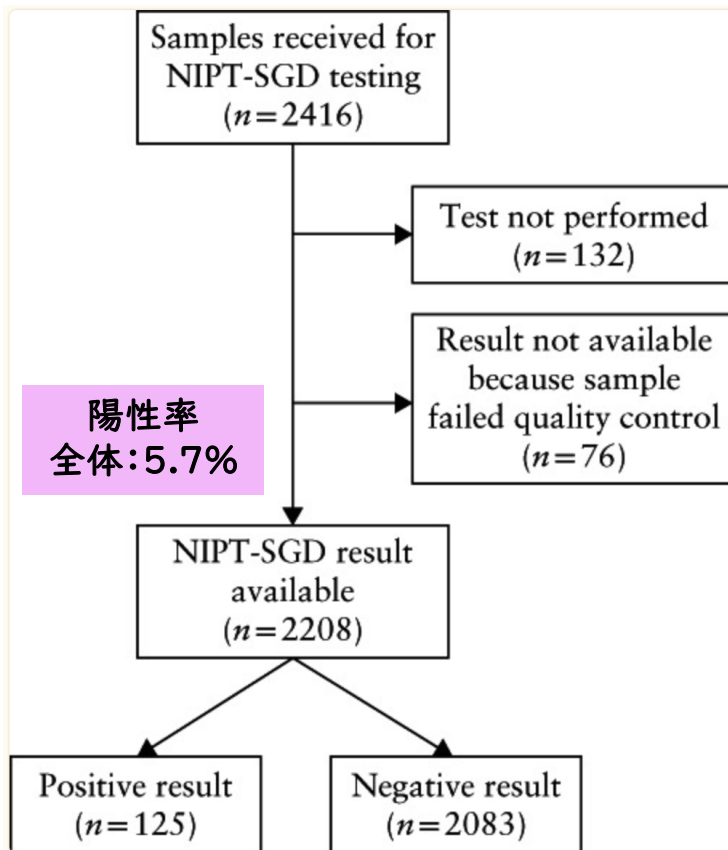 Samples received for
NIPT-SGD testing
(n=2416)
Test not performed
(n=132)
Result not available
because sample
failed quality control
(n=76)
陽性率
全体:5.7%
NIPT-SGD result
available
(n=2208)
Positive result
(n=125)
Negative result
(n=2083)